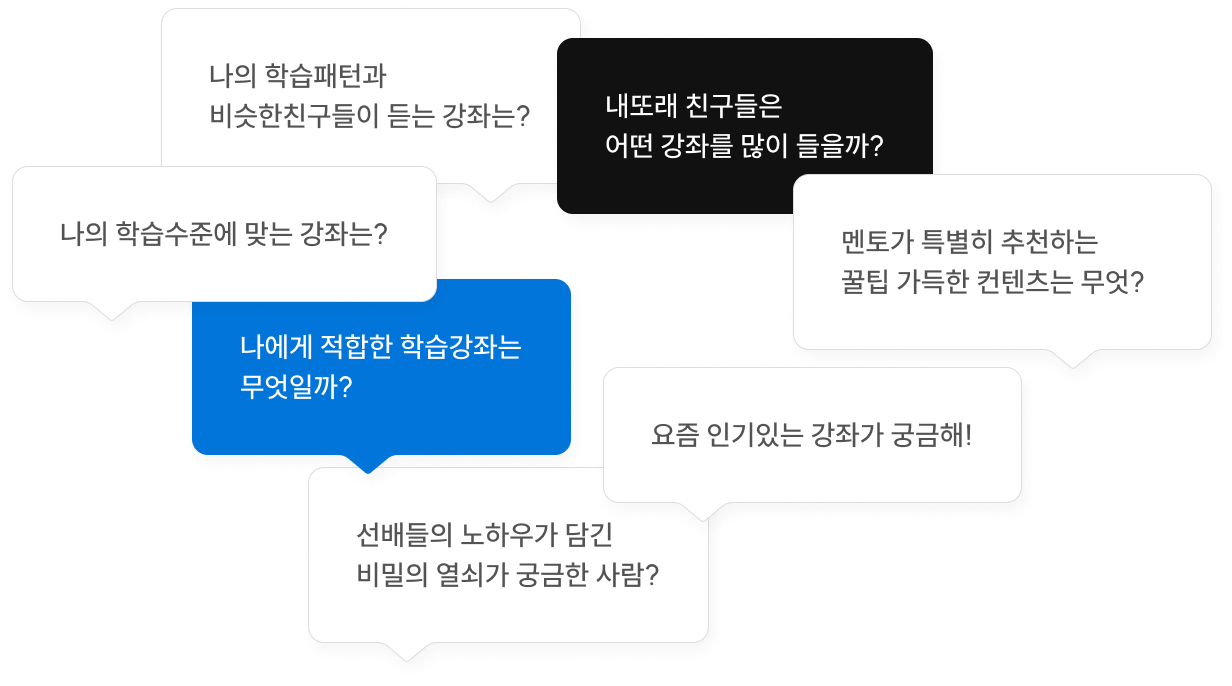 나의 학습패턴과
비슷한친구들이 듣는 강좌는?
내또래 친구들은
어떤 강좌를 많이 들을까?
나의 학습수준에 맞는 강좌는?
멘토가 특별히 추천하는
꿀팁 가득한 컨텐츠는 무엇?
나에게 적합한 학습강좌는
무엇일까?
요즘 인기있는 강좌가 궁금해!
선배들의 노하우가 담긴
비밀의 열쇠가 궁금한 사람?